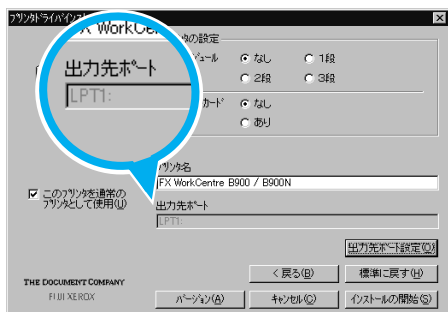 プリンタドライバインス
タの設定
ュール なし 1段
2段 3段
カード なし
あり
FX WorkCen
出力先ポート
LPT1:
プリンタ名
FX WorkCentre B900 / B900N
このプリンタを通常の
プリンタとして使用(U)
出力先ポート
LPT1:
出力先ポート設定(O)
< 戻る(B) 標準に戻す(H)
THE DOCUMENT COMPANY
FUJI XEROX
バージョン(A) キャンセル(C) インストールの開始(S)